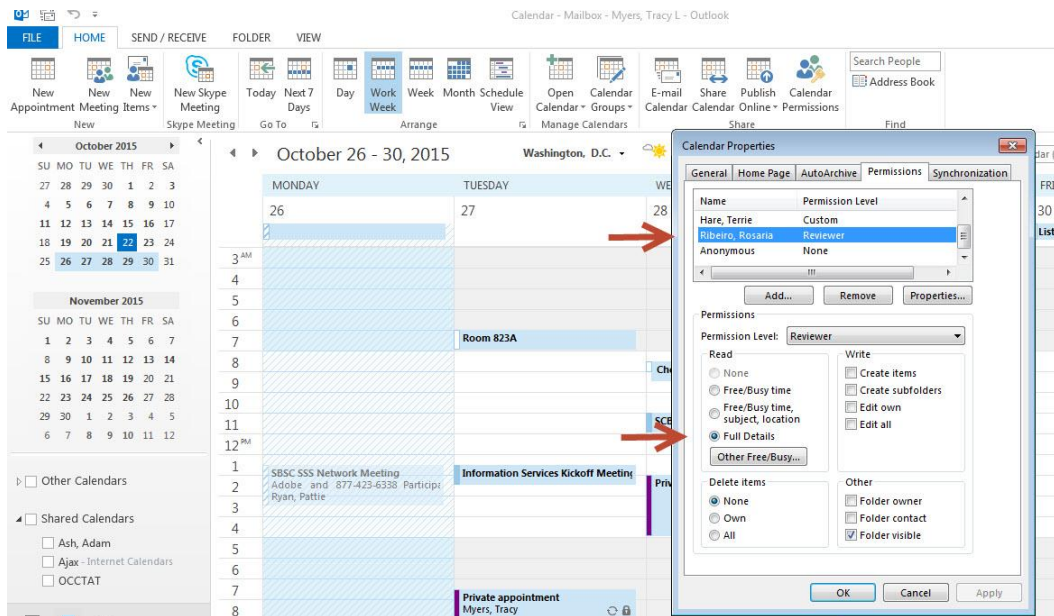 Calendar - Mailbox - Myers, Tracy L - Outlook
FILE HOME SEND / RECEIVE FOLDER VIEW
New Appointment
New Meeting
New Items
New
New Skype Meeting
Skype Meeting
Today
Next 7 Days
Go To
Day
Work Week
Week
Month
Schedule View
Arrange
Open Calendar
Calendar Groups
Manage Calendars
E-mail Calendar
Share Calendar
Publish Online
Calendar Permissions
Share
Search People
Address Book
Find
October 2015
SU MO TU WE TH FR SA
27 28 29 30 1 2 3
4 5 6 7 8 9 10
11 12 13 14 15 16 17
18 19 20 21 22 23 24
25 26 27 28 29 30 31
November 2015
SU MO TU WE TH FR SA
1 2 3 4 5 6 7
8 9 10 11 12 13 14
15 16 17 18 19 20 21
22 23 24 25 26 27 28
29 30 1 2 3 4 5
6 7 8 9 10 11 12
Other Calendars
Shared Calendars
Ash, Adam
Ajax - Internet Calendars
OCCTAT
October 26 - 30, 2015
Washington, D.C.
MONDAY TUESDAY WE FRI
26 27 28 30
List
3 AM
4
5
6
7
Room 823A
8
Ch
9
10
11
SCE
12 PM
1
SBSC SSS Network Meeting
Adobe and 877-423-6338 Participa
Ryan, Pattie
Information Services Kickoff Meeting
Priv
2
3
4
5
6
7
Private appointment
Myers, Tracy
8
dar
Calendar Properties
General Home Page AutoArchive Permissions Synchronization
Name Permission Level
Hare, Terrie Custom
Ribeiro, Rosaria Reviewer
Anonymous None
Add... Remove Properties...
Permissions
Permission Level: Reviewer
Read
None
Free/Busy time
Free/Busy time, subject, location
Full Details
Other Free/Busy...
Write
Create items
Create subfolders
Edit own
Edit all
Delete items
None
Own
All
Other
Folder owner
Folder contact
Folder visible
OK Cancel Apply